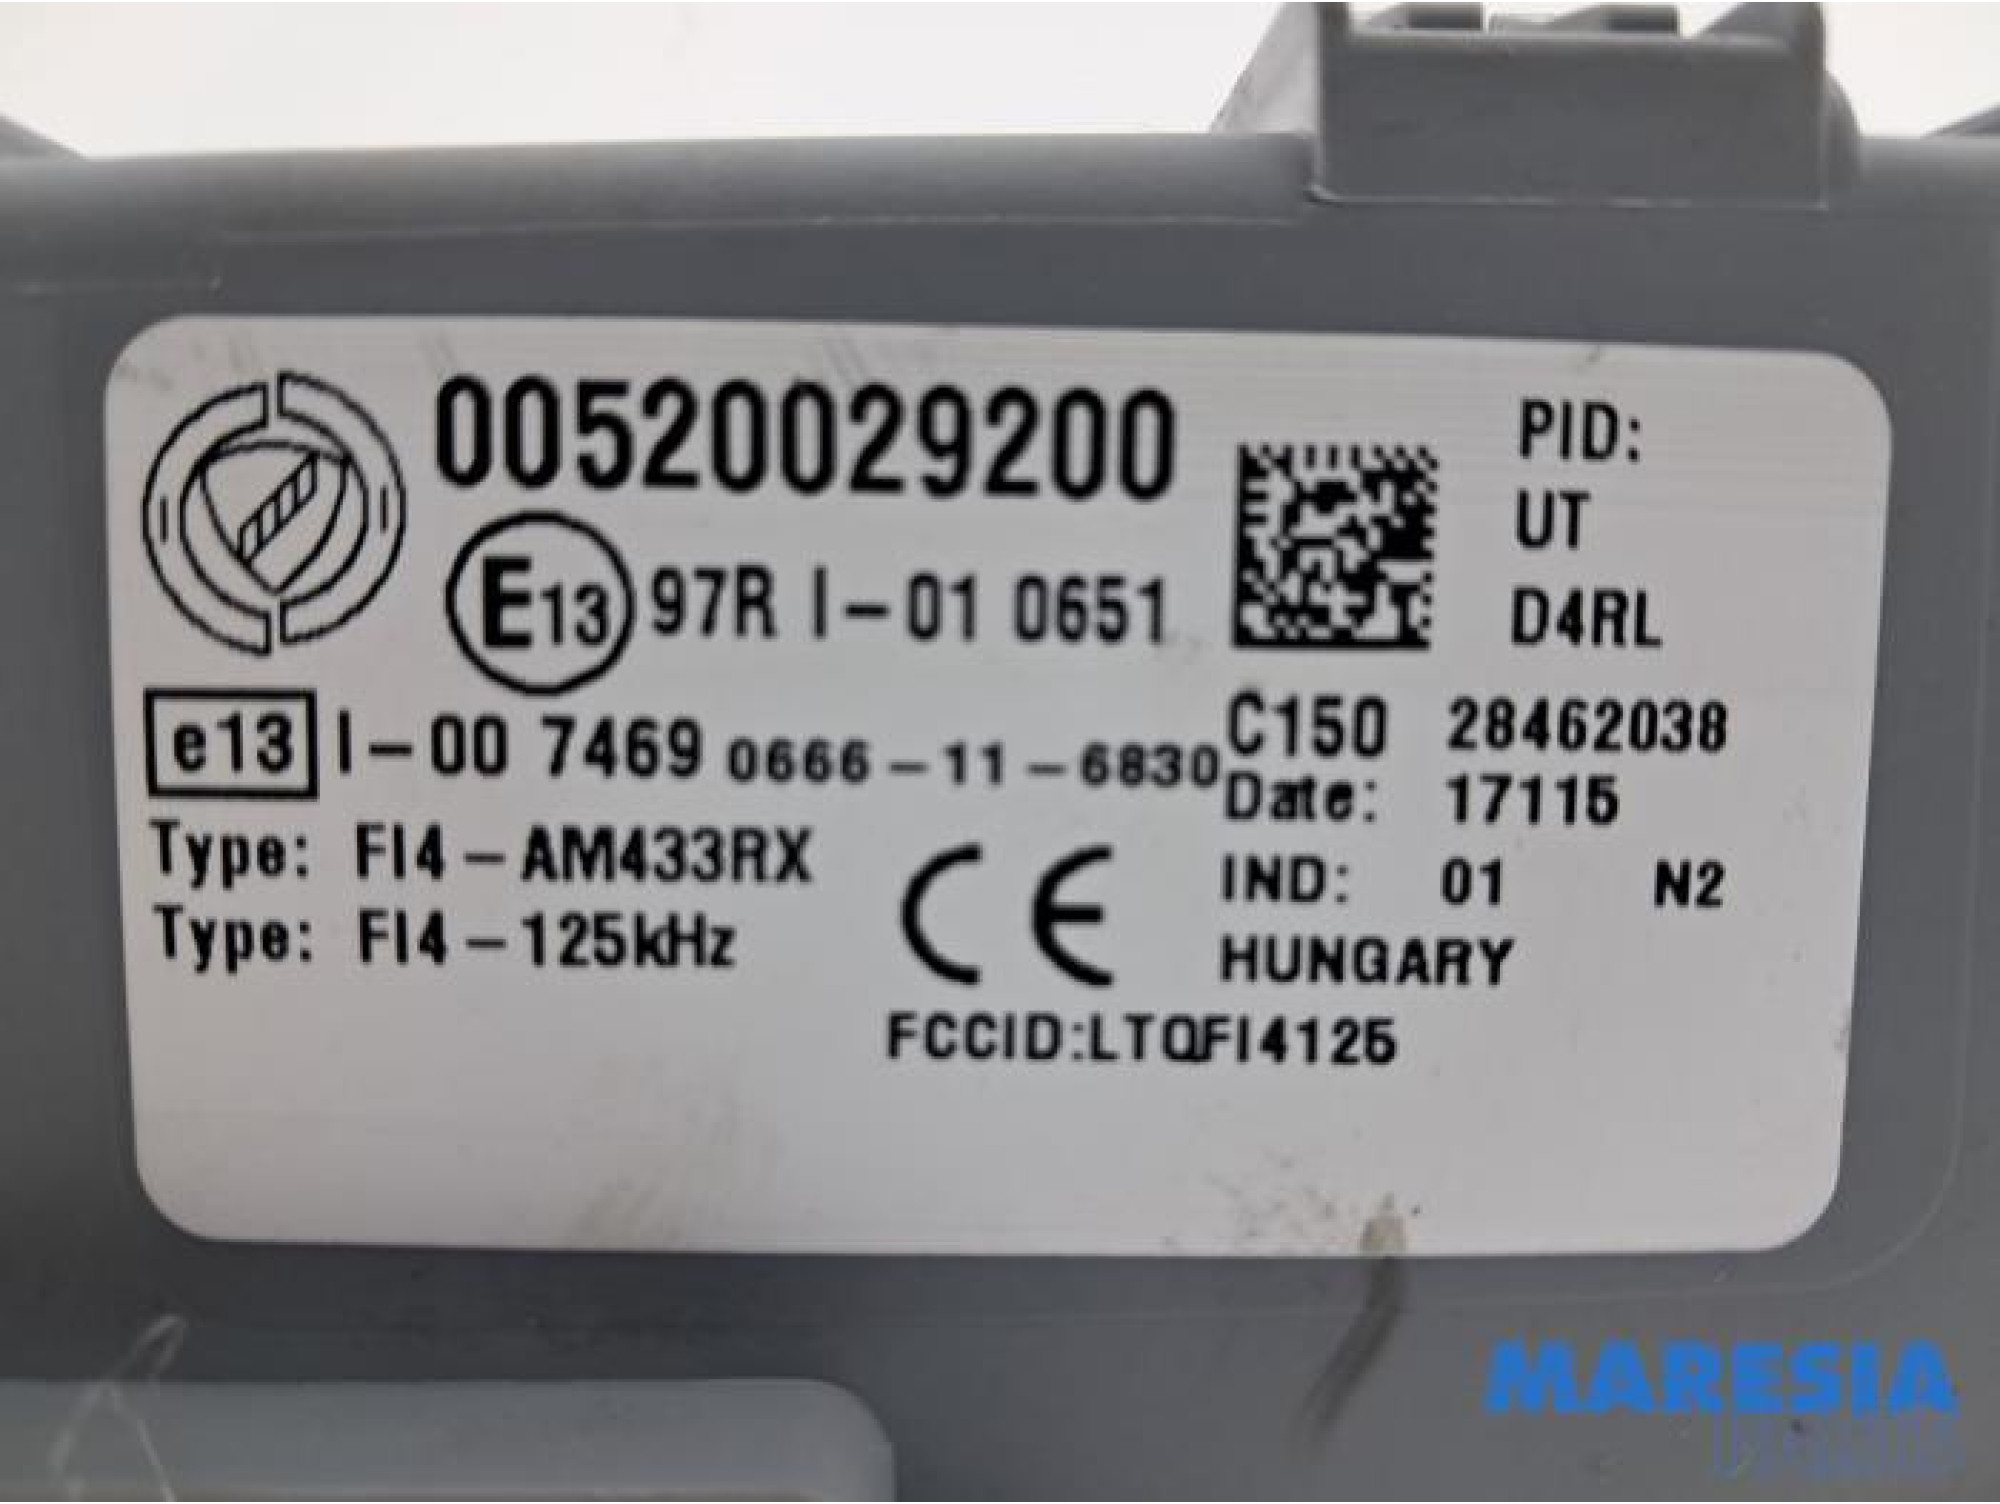 00520029200
PID:
UT
D4RL
E13 97R I-01 0651
e13 I-00 7469 0666-11-6830
C150 28462038
Date: 17115
Type: FI4-AM433RX
IND: 01 N2
Type: FI4-125kHz
CE
HUNGARY
FCCID:LTQFI4125
MARESIA